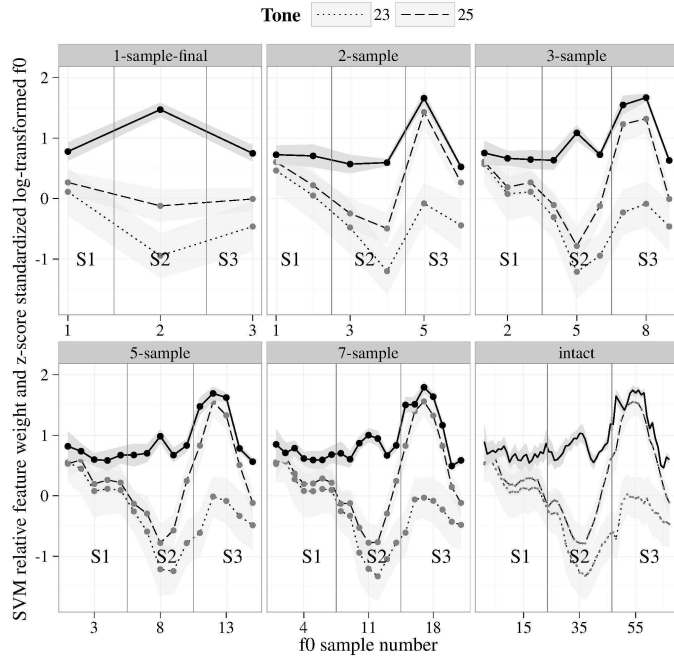 Tone 23 25
1-sample-final 2-sample 3-sample
SVM relative feature weight and z-score standardized log-transformed f0
2
1
0
-1
S1 S2 S3 S1 S2 S3 S1 S2 S3
1 2 3 1 3 5 2 5 8
5-sample 7-sample intact
2
1
0
-1
S1 S2 S3 S1 S2 S3 S1 S2 S3
3 8 13 4 11 18 15 35 55
f0 sample number